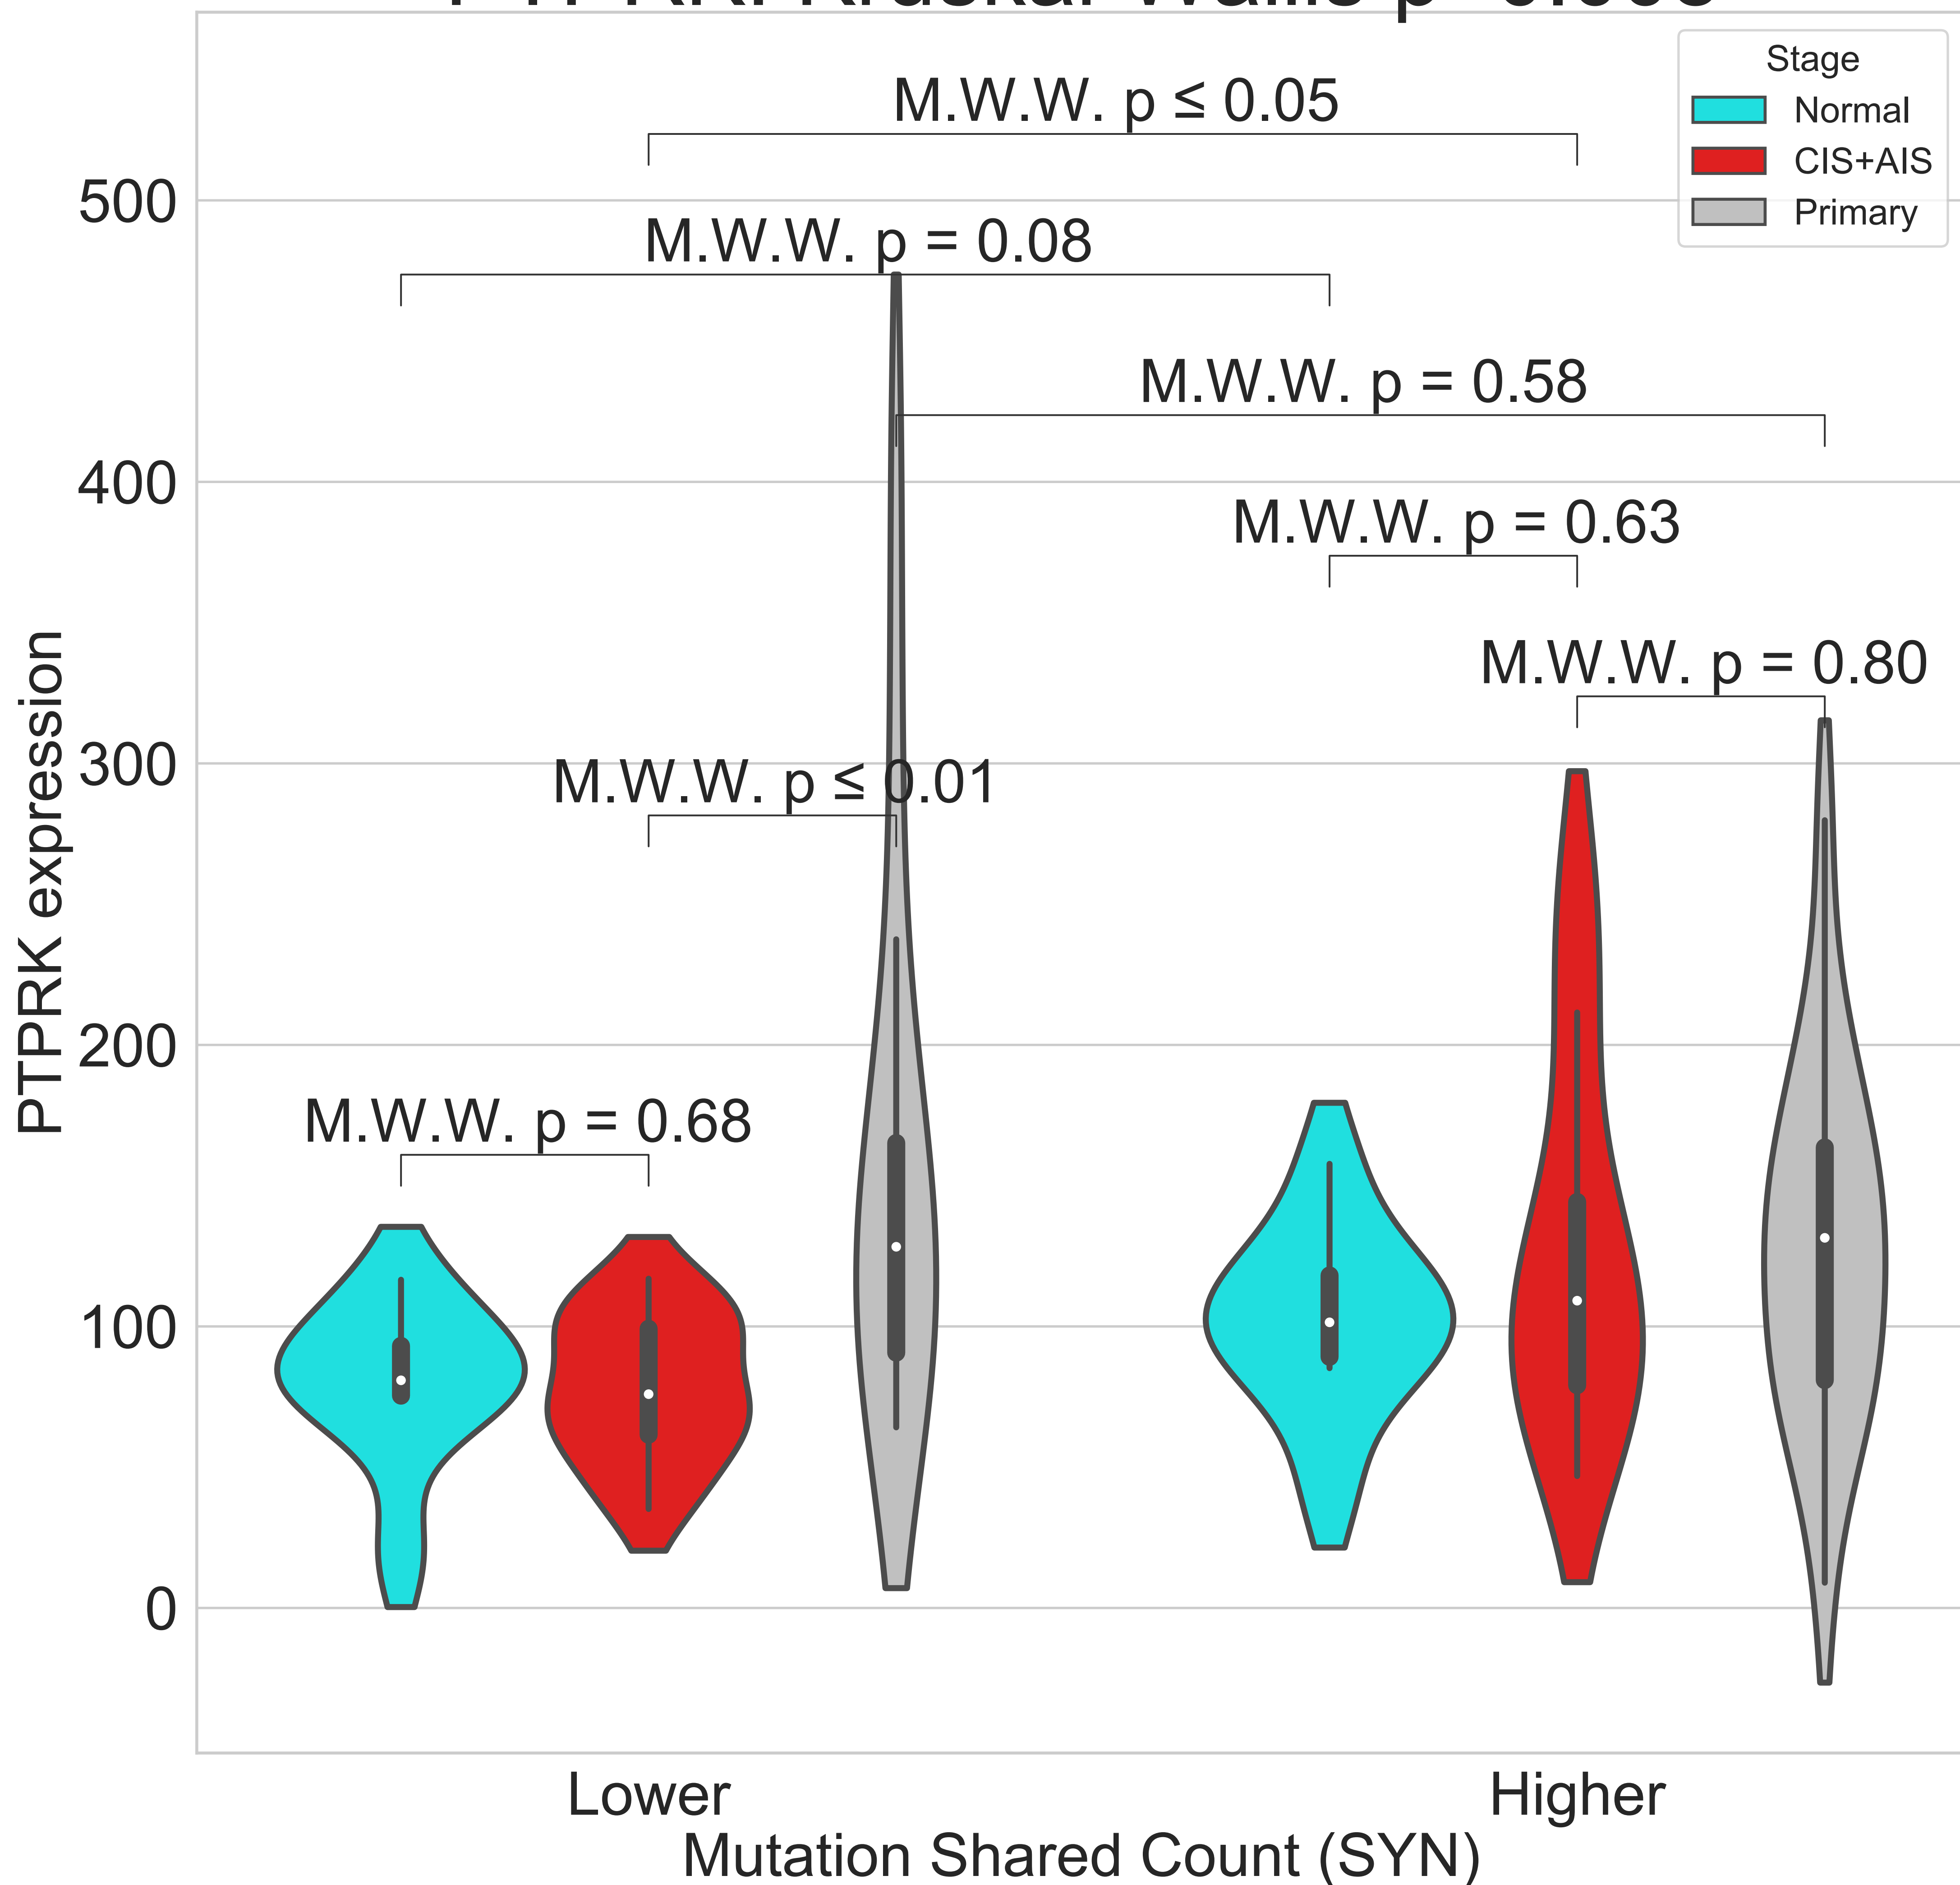 Stage
Normal
CIS+AIS
Primary
M.W.W. p ≤ 0.05
500
M.W.W. p = 0.08
M.W.W. p = 0.58
400
M.W.W. p = 0.63
M.W.W. p = 0.80
300
M.W.W. p ≤ 0.01
PTPRK expression
200
M.W.W. p = 0.68
100
0
Lower
Higher
Mutation Shared Count (SYN)